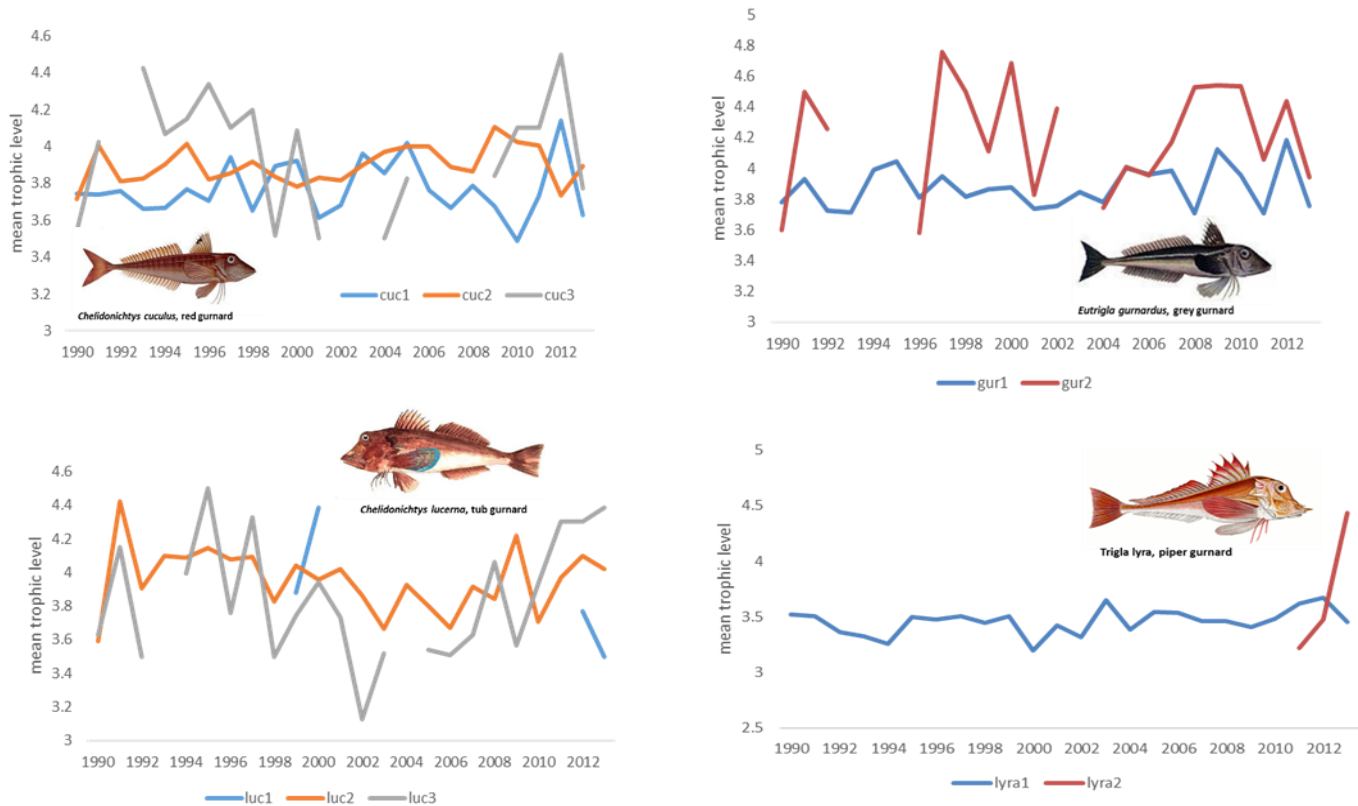 mean trophic level
4.6
4.4
4.2
4
3.8
3.6
3.4
3.2
3
Chelidonichtys cuculus, red gurnard
cuc1 cuc2 cuc3
1990 1992 1994 1996 1998 2000 2002 2004 2006 2008 2010 2012
mean trophic level
5
4.8
4.6
4.4
4.2
4
3.8
3.6
3.4
3.2
3
Eutrigla gurnardus, grey gurnard
1990 1992 1994 1996 1998 2000 2002 2004 2006 2008 2010 2012
gur1 gur2
mean trophic level
4.6
4.4
4.2
4
3.8
3.6
3.4
3.2
3
Chelidonichtys lucerna, tub gurnard
1990 1992 1994 1996 1998 2000 2002 2004 2006 2008 2010 2012
luc1 luc2 luc3
mean trophic level
5
4.5
4
3.5
3
2.5
Trigla lyra, piper gurnard
1990 1992 1994 1996 1998 2000 2002 2004 2006 2008 2010 2012
lyra1 lyra2